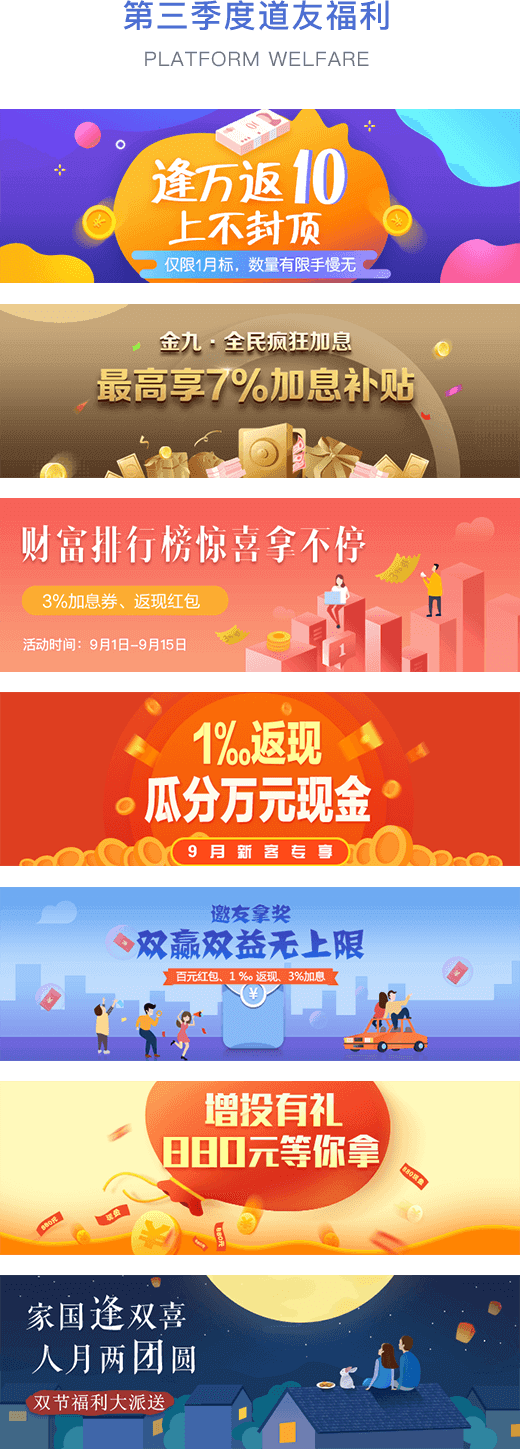 第三季度道友福利
PLATFORM WELFARE
逢万返10
上不封顶
仅限1月标，数量有限手慢无
金九·全民疯狂加息
最高享7%加息补贴
财富排行榜惊喜拿不停
3%加息券、返现红包
活动时间：9月1日-9月15日
1
1‰返现
瓜分万元现金
9月新客专享
邀友拿奖
双赢双益无上限
百元红包、1‰返现、3%加息
增投有礼
880元等你拿
家国逢双喜
人月两团圆
双节福利大派送